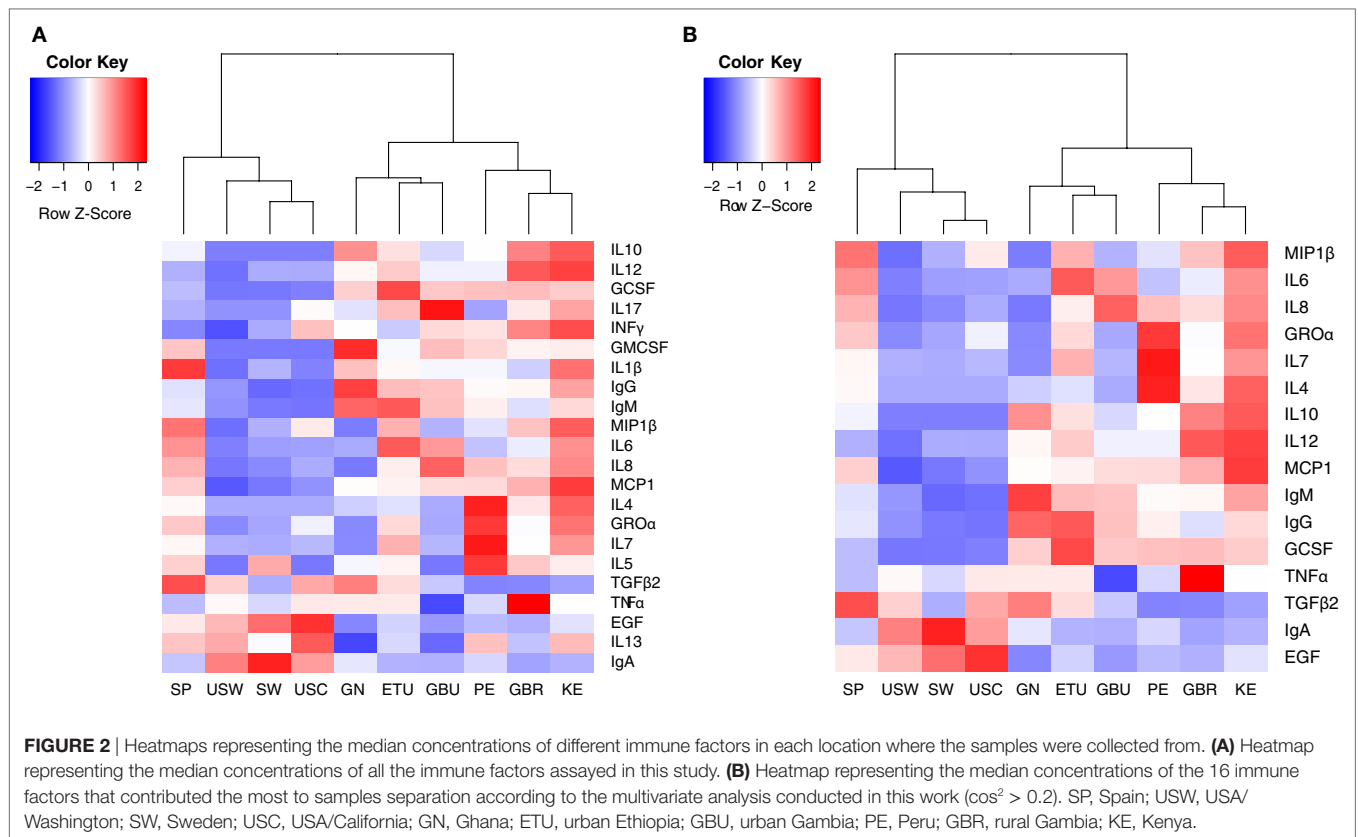 A
Color Key
−2 −1 0 1 2
Row Z-Score
IL10
IL12
GCSF
IL17
INFγ
GMCSF
IL1β
IgG
IgM
MIP1β
IL6
IL8
MCP1
IL4
GROα
IL7
IL5
TGFβ2
TNFα
EGF
IL13
IgA
SP USW SW USC GN ETU GBU PE GBR KE
B
Color Key
−2 −1 0 1 2
Row Z−Score
MIP1β
IL6
IL8
GROα
IL7
IL4
IL10
IL12
MCP1
IgM
IgG
GCSF
TNFα
TGFβ2
IgA
EGF
SP USW SW USC GN ETU GBU PE GBR KE
FIGURE 2 | Heatmaps representing the median concentrations of different immune factors in each location where the samples were collected from. (A) Heatmap
representing the median concentrations of all the immune factors assayed in this study. (B) Heatmap representing the median concentrations of the 16 immune
factors that contributed the most to samples separation according to the multivariate analysis conducted in this work (cos² > 0.2). SP, Spain; USW, USA/
Washington; SW, Sweden; USC, USA/California; GN, Ghana; ETU, urban Ethiopia; GBU, urban Gambia; PE, Peru; GBR, rural Gambia; KE, Kenya.